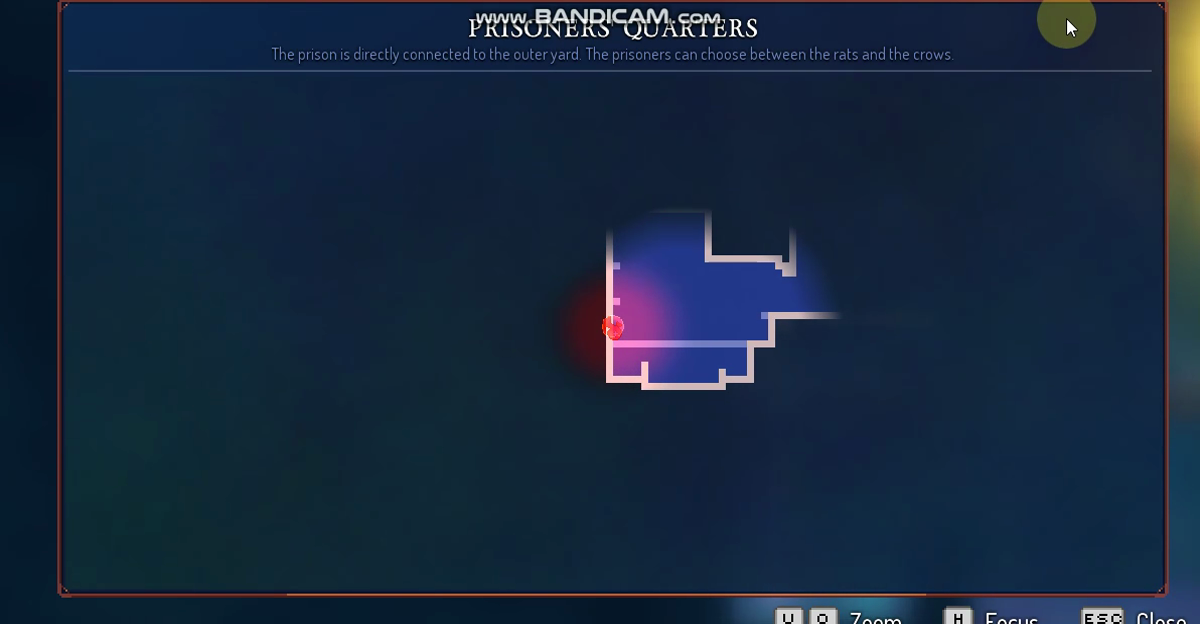 www.BANDICAM.com
PRISONERS' QUARTERS
The prison is directly connected to the outer yard. The prisoners can choose between the rats and the crows.
Zoom
H Focus
ESC Close